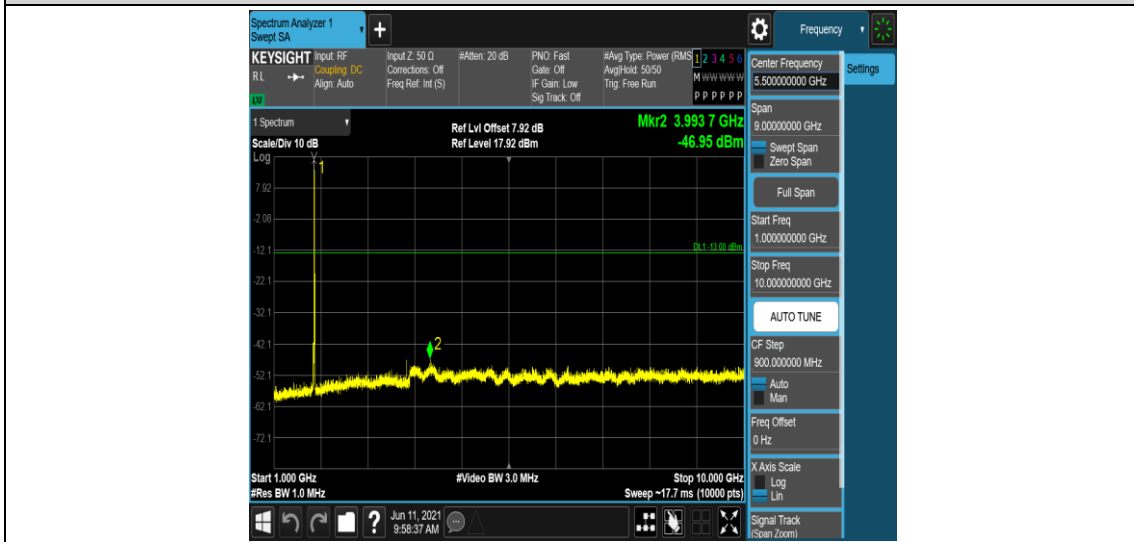 Spectrum Analyzer 1
Swept SA
+
Frequency
KEYSIGHT
RL
LXI
Input: RF
Coupling: DC
Align: Auto
Input Z: 50 Ω
Corrections: Off
Freq Ref: Int (S)
#Atten: 20 dB
PNO: Fast
Gate: Off
IF Gain: Low
Sig Track: Off
#Avg Type: Power (RMS
Avg|Hold: 50/50
Trig: Free Run
1 2 3 4 5 6
M W W W W W
P P P P P P
1 Spectrum
Scale/Div 10 dB
Log
Ref Lvl Offset 7.92 dB
Ref Level 17.92 dBm
Mkr2 3.993 7 GHz
-46.95 dBm
1
7.92
-2.08
-12.1
DL1 -13.00 dBm
-22.1
-32.1
-42.1
2
-52.1
-62.1
-72.1
Start 1.000 GHz
#Res BW 1.0 MHz
#Video BW 3.0 MHz
Stop 10.000 GHz
Sweep ~17.7 ms (10000 pts)
?
Jun 11, 2021
9:58:37 AM
Center Frequency
5.500000000 GHz
Settings
Span
9.00000000 GHz
Swept Span
Zero Span
Full Span
Start Freq
1.000000000 GHz
Stop Freq
10.000000000 GHz
AUTO TUNE
CF Step
900.000000 MHz
Auto
Man
Freq Offset
0 Hz
X Axis Scale
Log
Lin
Signal Track
(Span Zoom)